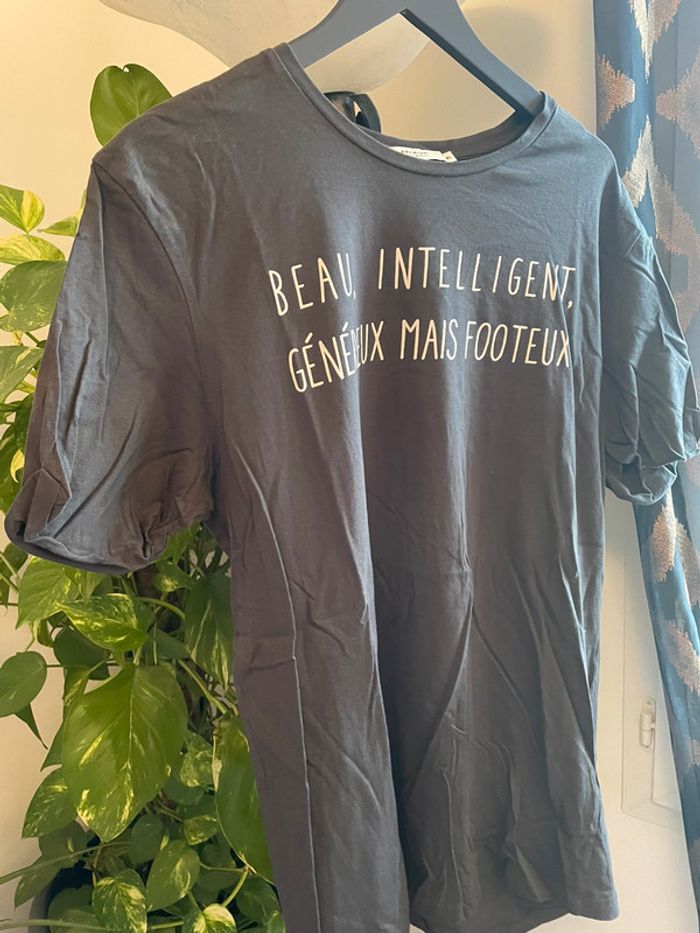 BEAU, INTELLIGENT,
GÉNÉREUX MAIS FOOTEUX